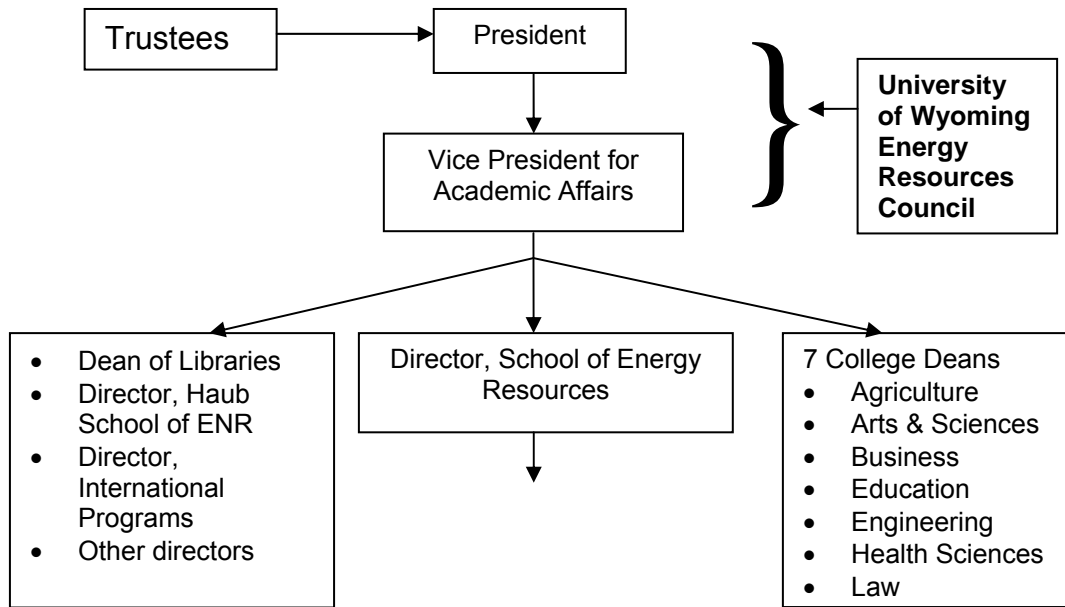 Trustees
President
University
of Wyoming
Energy
Resources
Council
Vice President for
Academic Affairs
• Dean of Libraries
• Director, Haub
School of ENR
• Director,
International
Programs
• Other directors
Director, School of Energy
Resources
7 College Deans
• Agriculture
• Arts & Sciences
• Business
• Education
• Engineering
• Health Sciences
• Law